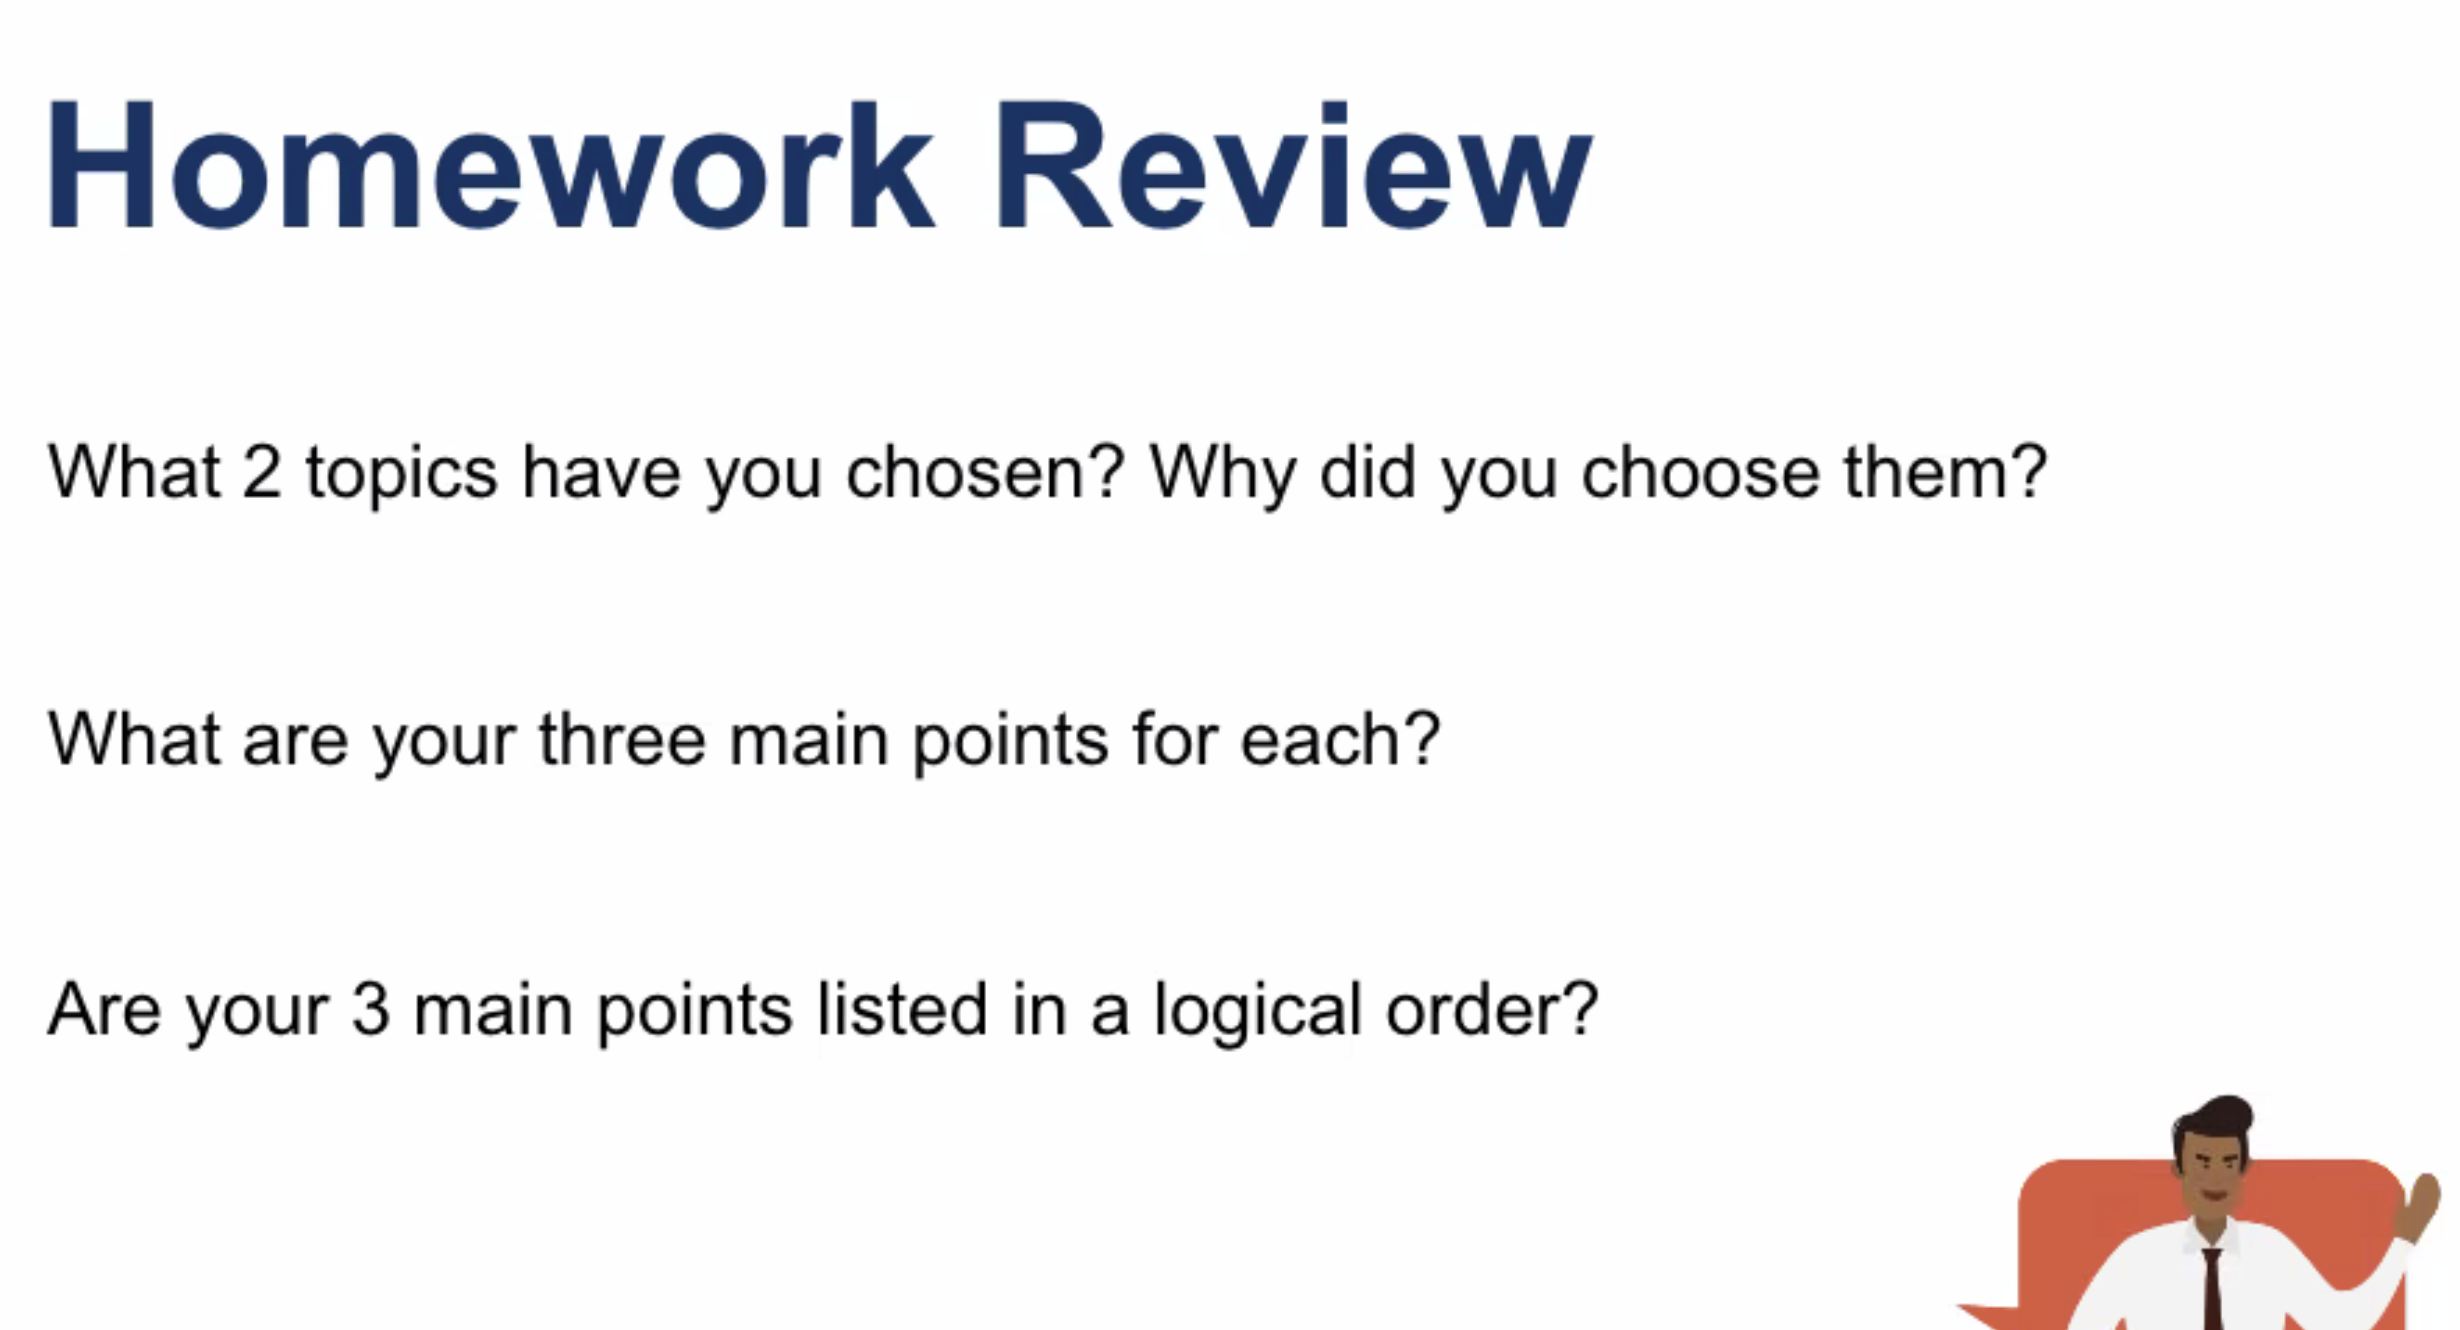 Homework Review
What 2 topics have you chosen? Why did you choose them?
What are your three main points for each?
Are your 3 main points listed in a logical order?